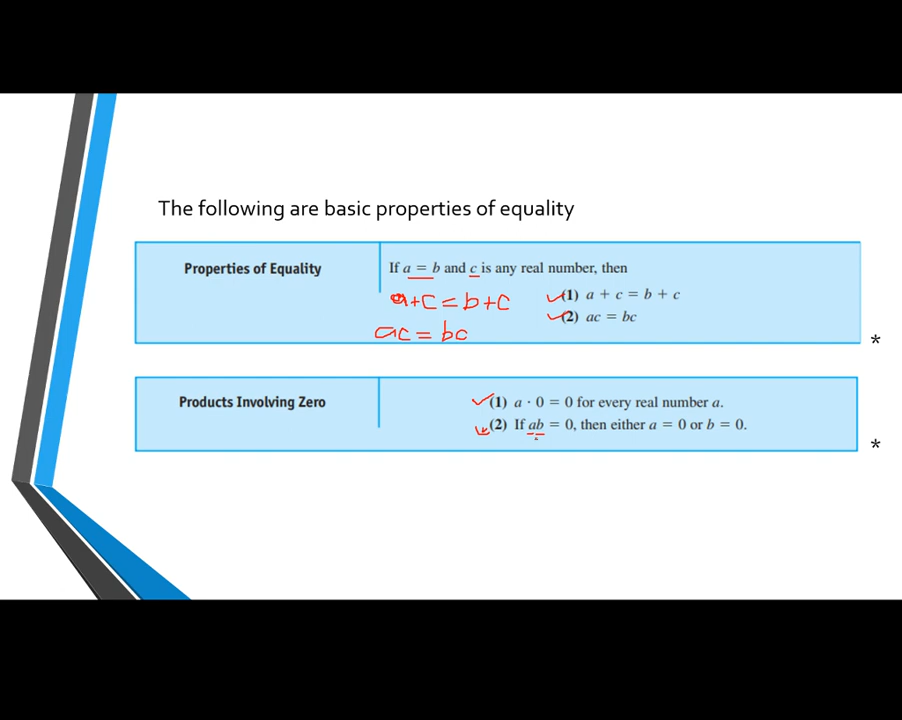 The following are basic properties of equality
Properties of Equality
If a = b and c is any real number, then
a+c=b+c
(1) a + c = b + c
(2) ac = bc
ac = bc
*
Products Involving Zero
(1) a · 0 = 0 for every real number a.
(2) If ab = 0, then either a = 0 or b = 0.
*